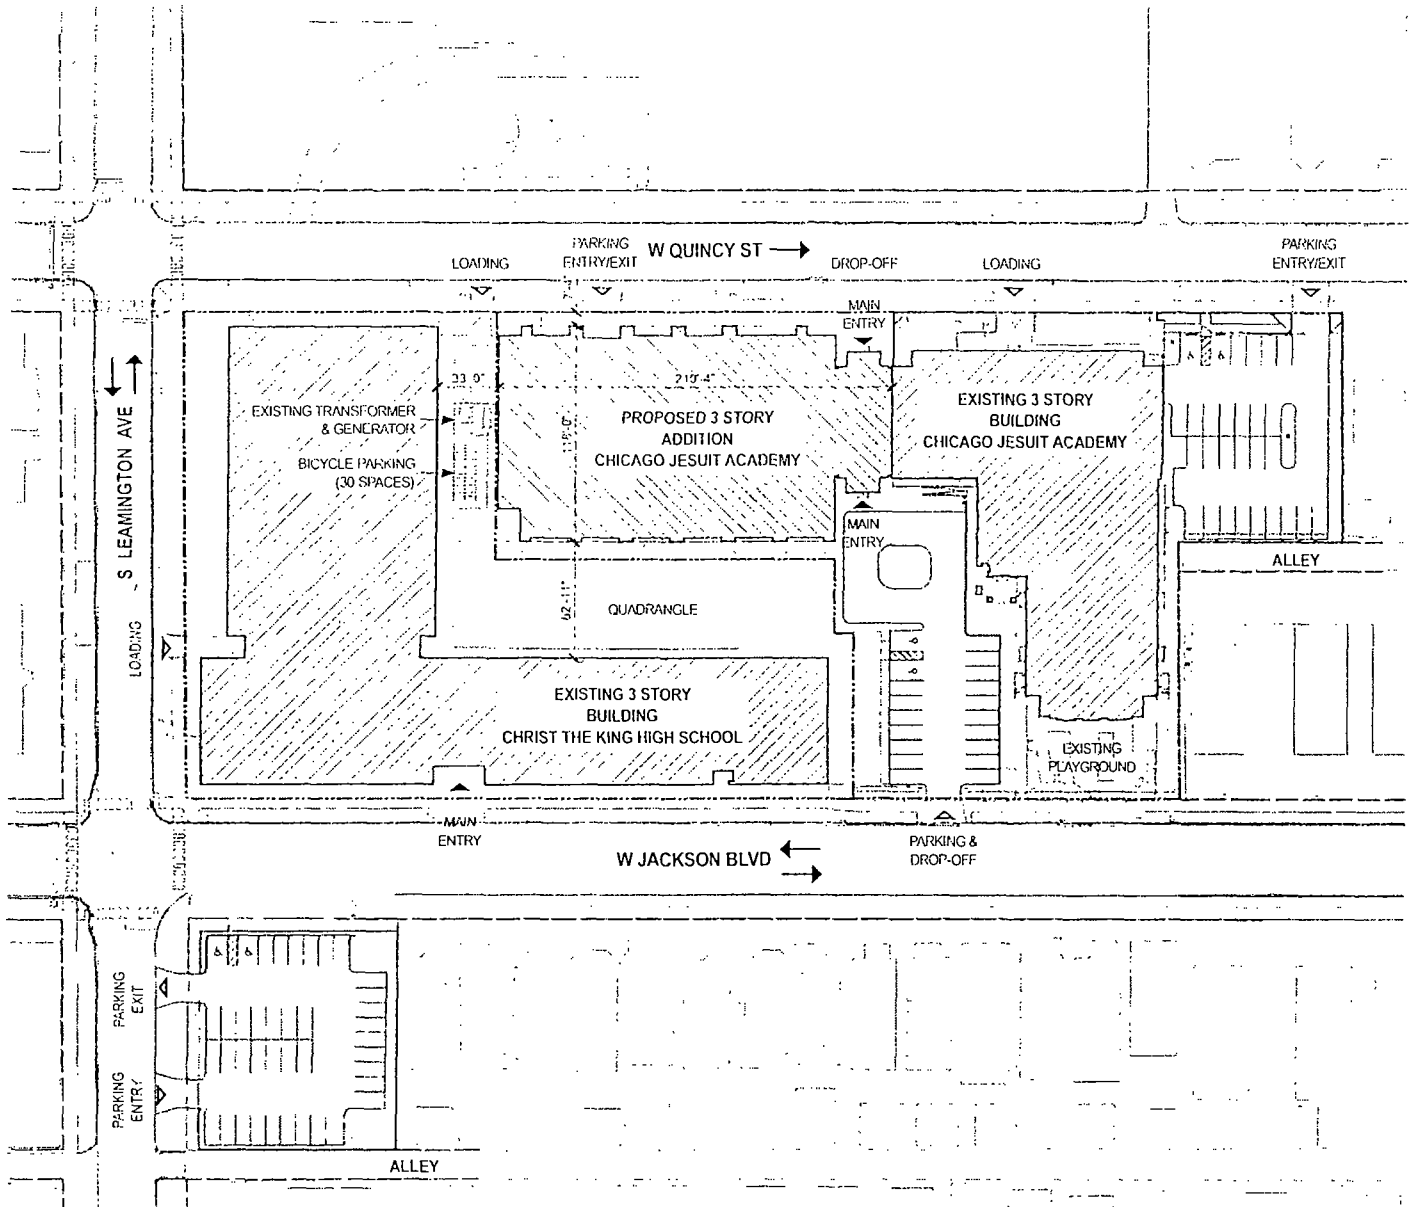 PARKING
ENTRY/EXIT
W QUINCY ST
LOADING
DROP-OFF
LOADING
PARKING
ENTRY/EXIT
MAIN
ENTRY
33'-0"
219'-4"
EXISTING TRANSFORMER
& GENERATOR
BICYCLE PARKING
(30 SPACES)
PROPOSED 3 STORY
ADDITION
CHICAGO JESUIT ACADEMY
EXISTING 3 STORY
BUILDING
CHICAGO JESUIT ACADEMY
S LEAMINGTON AVE
LOADING
MAIN
ENTRY
ALLEY
62'-11"
QUADRANGLE
EXISTING 3 STORY
BUILDING
CHRIST THE KING HIGH SCHOOL
EXISTING
PLAYGROUND
MAIN
ENTRY
W JACKSON BLVD
PARKING &
DROP-OFF
PARKING
EXIT
PARKING
ENTRY
ALLEY